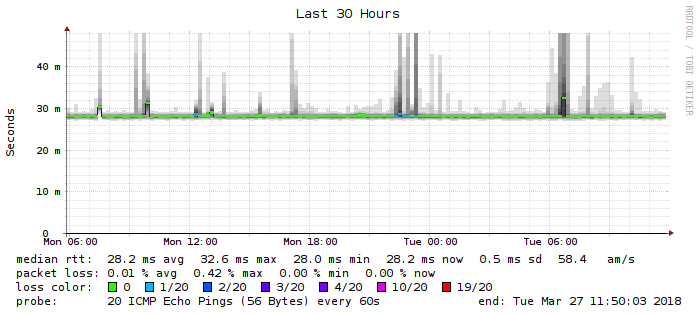 Last 30 Hours
RRDTOOL / TOBI OETIKER
Seconds
40 m
30 m
20 m
10 m
0
Mon 06:00 Mon 12:00 Mon 18:00 Tue 00:00 Tue 06:00
median rtt: 28.2 ms avg 32.6 ms max 28.0 ms min 28.2 ms now 0.5 ms sd 58.4 am/s
packet loss: 0.01 % avg 0.42 % max 0.00 % min 0.00 % now
loss color: 0 1/20 2/20 3/20 4/20 10/20 19/20
probe: 20 ICMP Echo Pings (56 Bytes) every 60s end: Tue Mar 27 11:50:03 2018